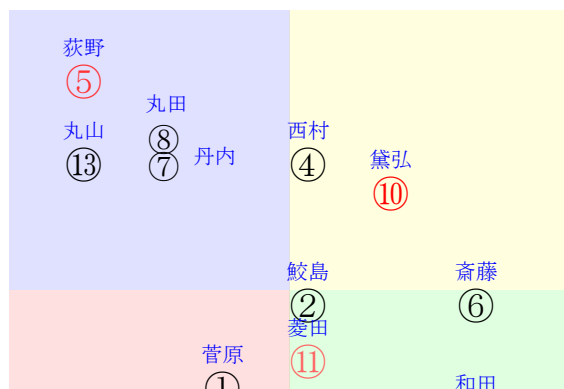 荻野
⑤
丸田
⑧
丸山
⑬
⑦
丹内
西村
④
黛弘
⑩
鮫島
②
斎藤
⑥
菱田
⑪
菅原
①
和田